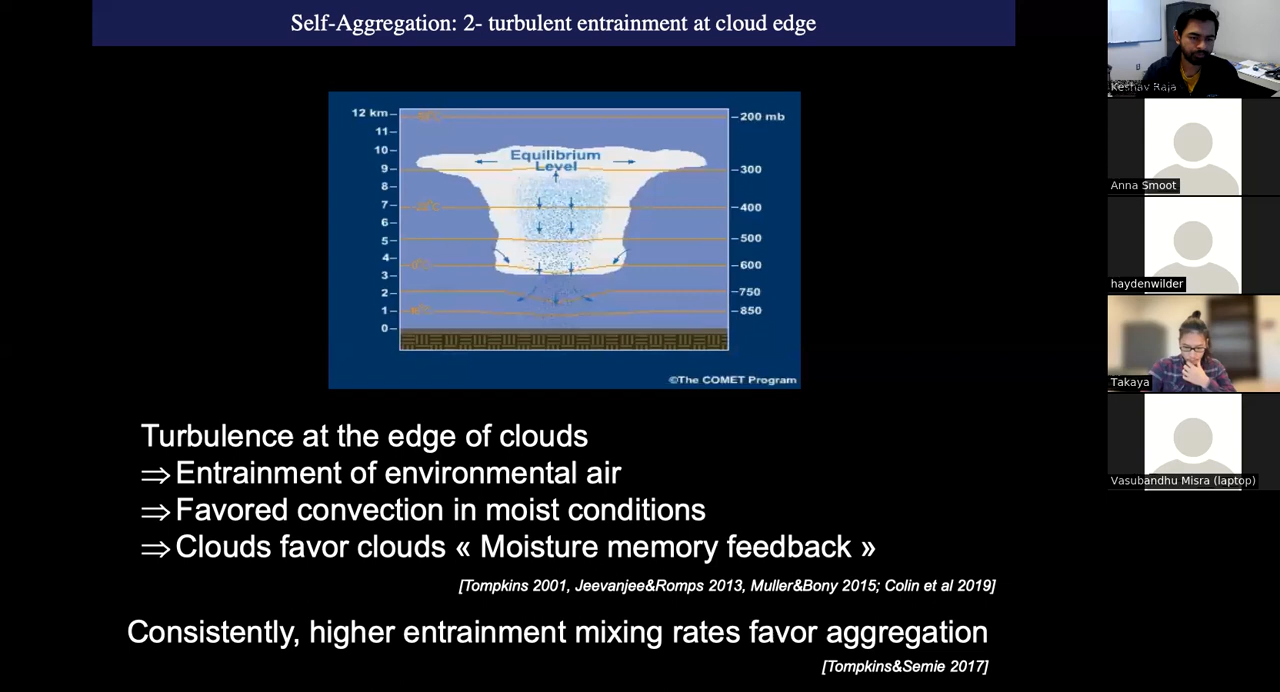 Self-Aggregation: 2- turbulent entrainment at cloud edge
12 km
11
10
9
8
7
6
5
4
3
2
1
0
Equilibrium
Level
200 mb
300
400
500
600
750
850
©The COMET Program
Turbulence at the edge of clouds
⇒ Entrainment of environmental air
⇒ Favored convection in moist conditions
⇒ Clouds favor clouds « Moisture memory feedback »
[Tompkins 2001, Jeevanjee&Romps 2013, Muller&Bony 2015; Colin et al 2019]
Consistently, higher entrainment mixing rates favor aggregation
[Tompkins&Semie 2017]
Keshav Raja
Anna Smoot
haydenwilder
Takaya
Vasubandhu Misra (laptop)